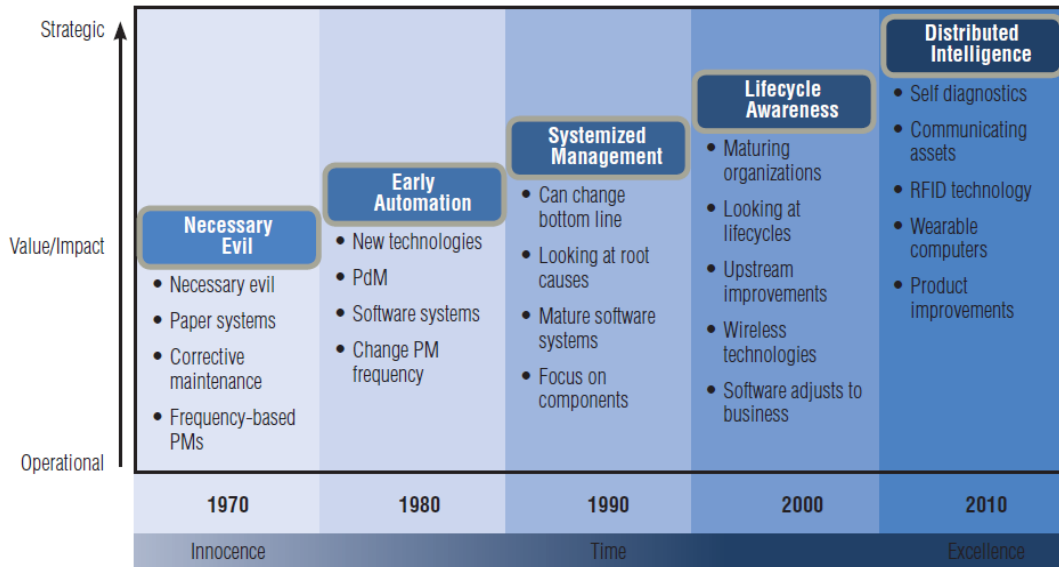 Strategic
Value/Impact
Operational
Necessary
Evil
• Necessary evil
• Paper systems
• Corrective
maintenance
• Frequency-based
PMs
Early
Automation
• New technologies
• PdM
• Software systems
• Change PM
frequency
Systemized
Management
• Can change
bottom line
• Looking at root
causes
• Mature software
systems
• Focus on
components
Lifecycle
Awareness
• Maturing
organizations
• Looking at
lifecycles
• Upstream
improvements
• Wireless
technologies
• Software adjusts to
business
Distributed
Intelligence
• Self diagnostics
• Communicating
assets
• RFID technology
• Wearable
computers
• Product
improvements
1970
1980
1990
2000
2010
Innocence
Time
Excellence